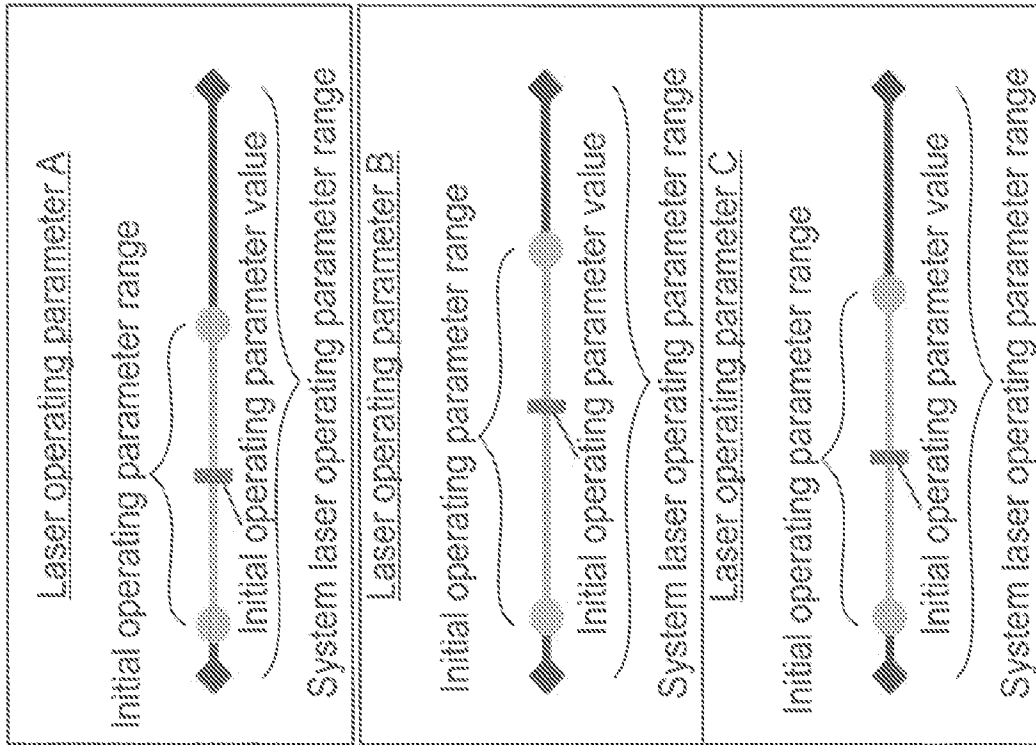 Laser operating parameter A
Initial operating parameter range
Initial operating parameter value
System laser operating parameter range
Laser operating parameter B
Initial operating parameter range
Initial operating parameter value
System laser operating parameter range
Laser operating parameter C
Initial operating parameter range
Initial operating parameter value
System laser operating parameter range